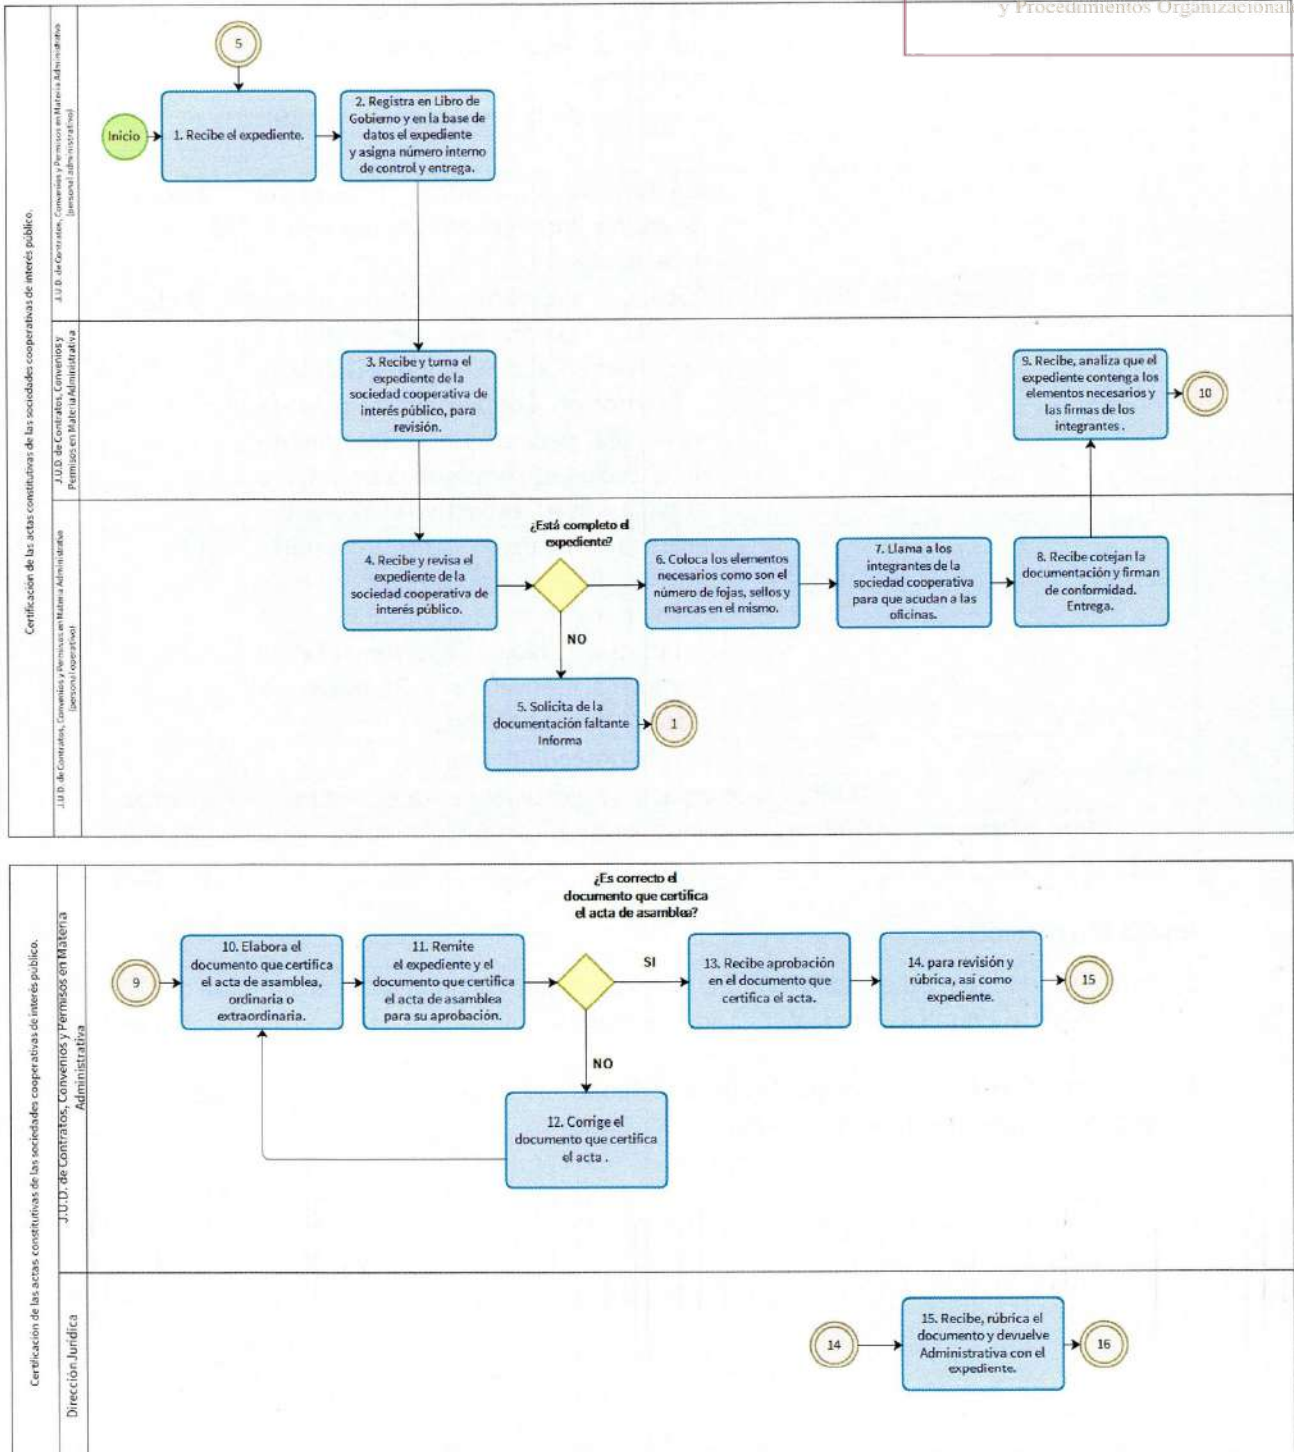 y Procedimientos Organizacional
Certificación de las actas constitutivas de las sociedades cooperativas de interés público.
J.U.D. de Contratos, Convenios y Permisos en Materia Administrativa
(personal administrativo)
5
Inicio
1. Recibe el expediente.
2. Registra en Libro de
Gobierno y en la base de
datos el expediente
y asigna número interno
de control y entrega.
J.U.D. de Contratos, Convenios y
Permisos en Materia Administrativa
3. Recibe y turna el
expediente de la
sociedad cooperativa de
interés público, para
revisión.
9. Recibe, analiza que el
expediente contenga los
elementos necesarios y
las firmas de los
integrantes .
10
J.U.D. de Contratos, Convenios y Permisos en Materia Administrativa
(personal operativo)
4. Recibe y revisa el
expediente de la
sociedad cooperativa de
interés público.
¿Está completo el
expediente?
NO
5. Solicita de la
documentación faltante
Informa
1
6. Coloca los elementos
necesarios como son el
número de fojas, sellos y
marcas en el mismo.
7. Llama a los
integrantes de la
sociedad cooperativa
para que acudan a las
oficinas.
8. Recibe cotejan la
documentación y firman
de conformidad.
Entrega.
Certificación de las actas constitutivas de las sociedades cooperativas de interés público.
J.U.D. de Contratos, Convenios y Permisos en Materia
Administrativa
9
10. Elabora el
documento que certifica
el acta de asamblea,
ordinaria o
extraordinaria.
11. Remite
el expediente y el
documento que certifica
el acta de asamblea
para su aprobación.
¿Es correcto el
documento que certifica
el acta de asamblea?
SI
NO
12. Corrige el
documento que certifica
el acta .
13. Recibe aprobación
en el documento que
certifica el acta.
14. para revisión y
rúbrica, así como
expediente.
15
Dirección Jurídica
14
15. Recibe, rúbrica el
documento y devuelve
Administrativa con el
expediente.
16